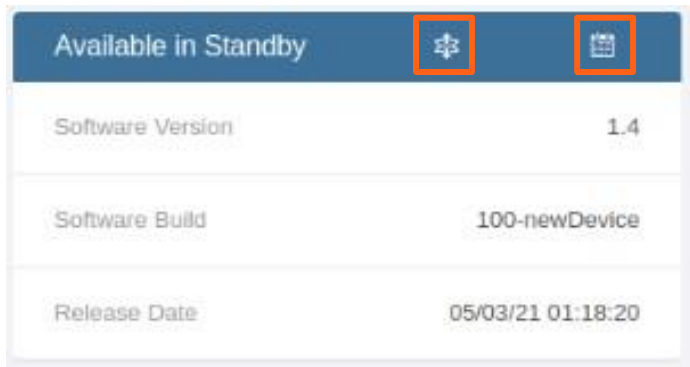 Available in Standby
Software Version 1.4
Software Build 100-newDevice
Release Date 05/03/21 01:18:20